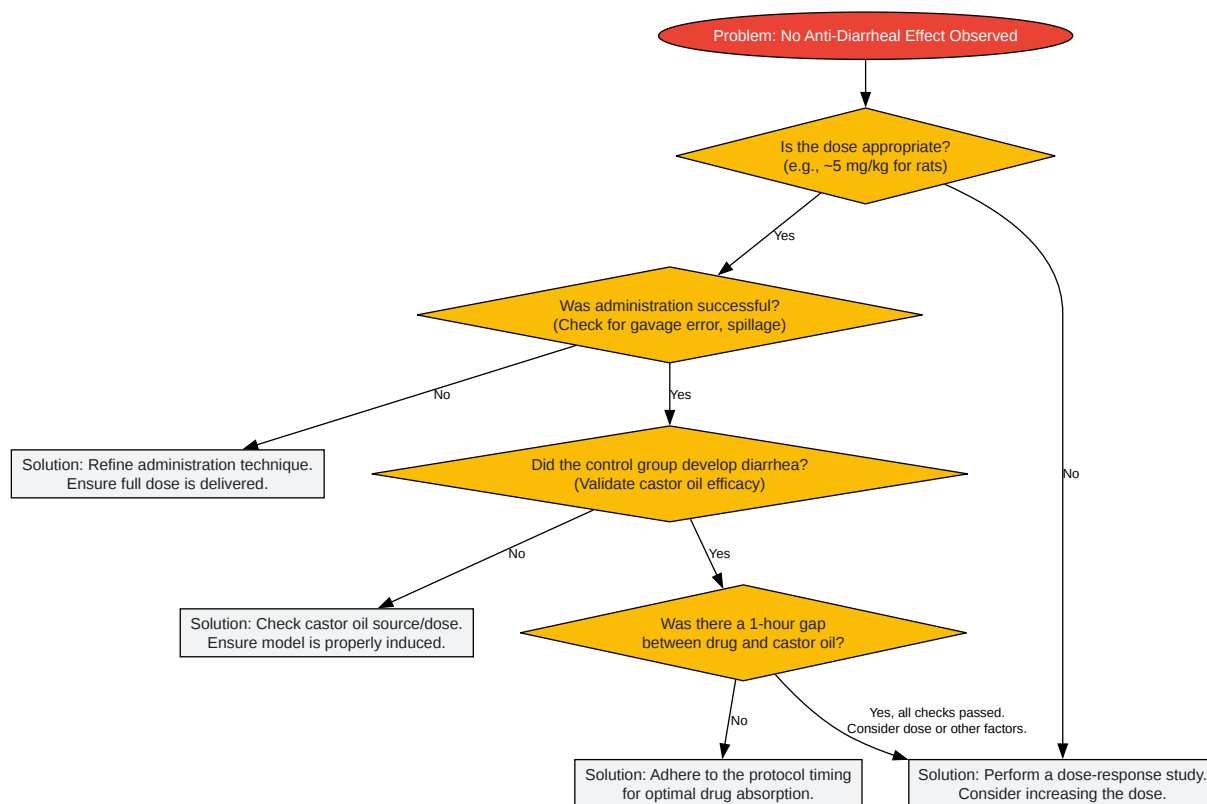 Problem: No Anti-Diarrheal Effect Observed
Is the dose appropriate?
(e.g., ~5 mg/kg for rats)
Yes
Was administration successful?
(Check for gavage error, spillage)
No
Yes
No
Solution: Refine administration technique.
Ensure full dose is delivered.
Did the control group develop diarrhea?
(Validate castor oil efficacy)
No
Yes
Solution: Check castor oil source/dose.
Ensure model is properly induced.
Was there a 1-hour gap
between drug and castor oil?
No
Yes, all checks passed.
Consider dose or other factors.
Solution: Adhere to the protocol timing
for optimal drug absorption.
Solution: Perform a dose-response study.
Consider increasing the dose.